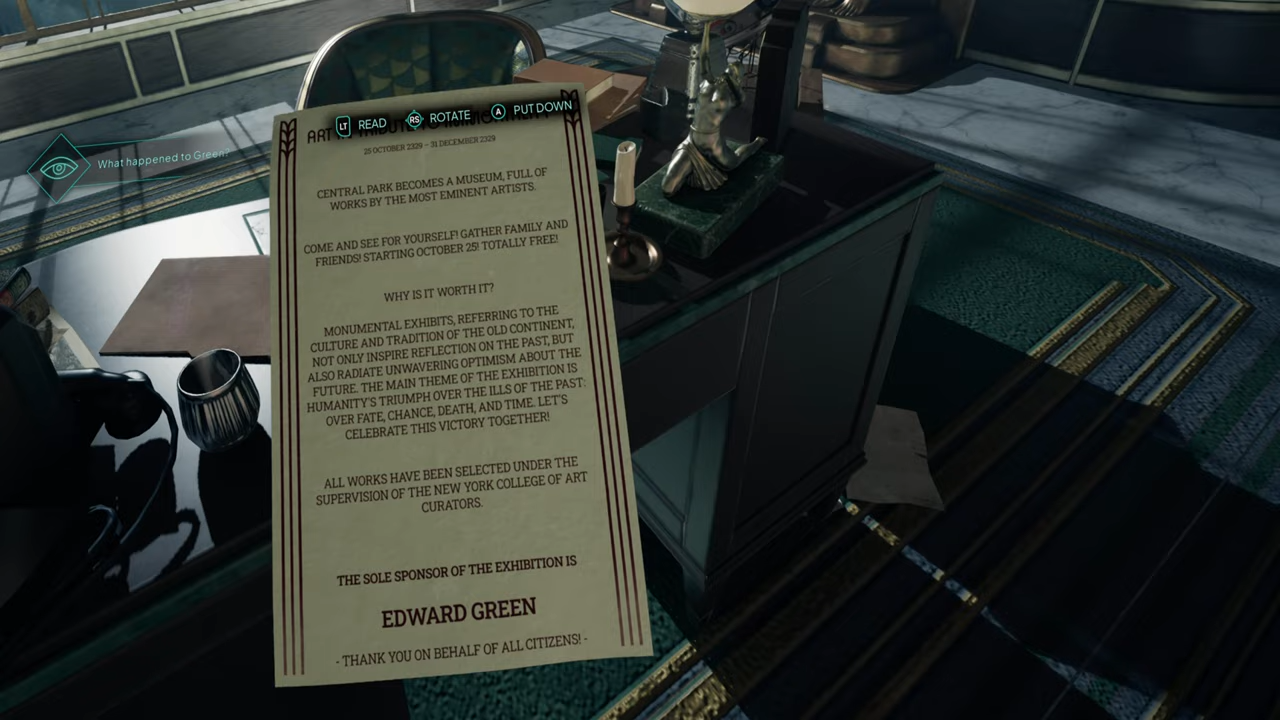 LT READ RS ROTATE A PUT DOWN
What happened to Green?
ART
25 OCTOBER 2329 – 31 DECEMBER 2329
CENTRAL PARK BECOMES A MUSEUM, FULL OF
WORKS BY THE MOST EMINENT ARTISTS.
COME AND SEE FOR YOURSELF! GATHER FAMILY AND
FRIENDS! STARTING OCTOBER 25! TOTALLY FREE!
WHY IS IT WORTH IT?
MONUMENTAL EXHIBITS, REFERRING TO THE
CULTURE AND TRADITION OF THE OLD CONTINENT,
NOT ONLY INSPIRE REFLECTION ON THE PAST, BUT
ALSO RADIATE UNWAVERING OPTIMISM ABOUT THE
FUTURE. THE MAIN THEME OF THE EXHIBITION IS
HUMANITY'S TRIUMPH OVER THE ILLS OF THE PAST:
OVER FATE, CHANCE, DEATH, AND TIME. LET'S
CELEBRATE THIS VICTORY TOGETHER!
ALL WORKS HAVE BEEN SELECTED UNDER THE
SUPERVISION OF THE NEW YORK COLLEGE OF ART
CURATORS.
THE SOLE SPONSOR OF THE EXHIBITION IS
EDWARD GREEN
- THANK YOU ON BEHALF OF ALL CITIZENS! -